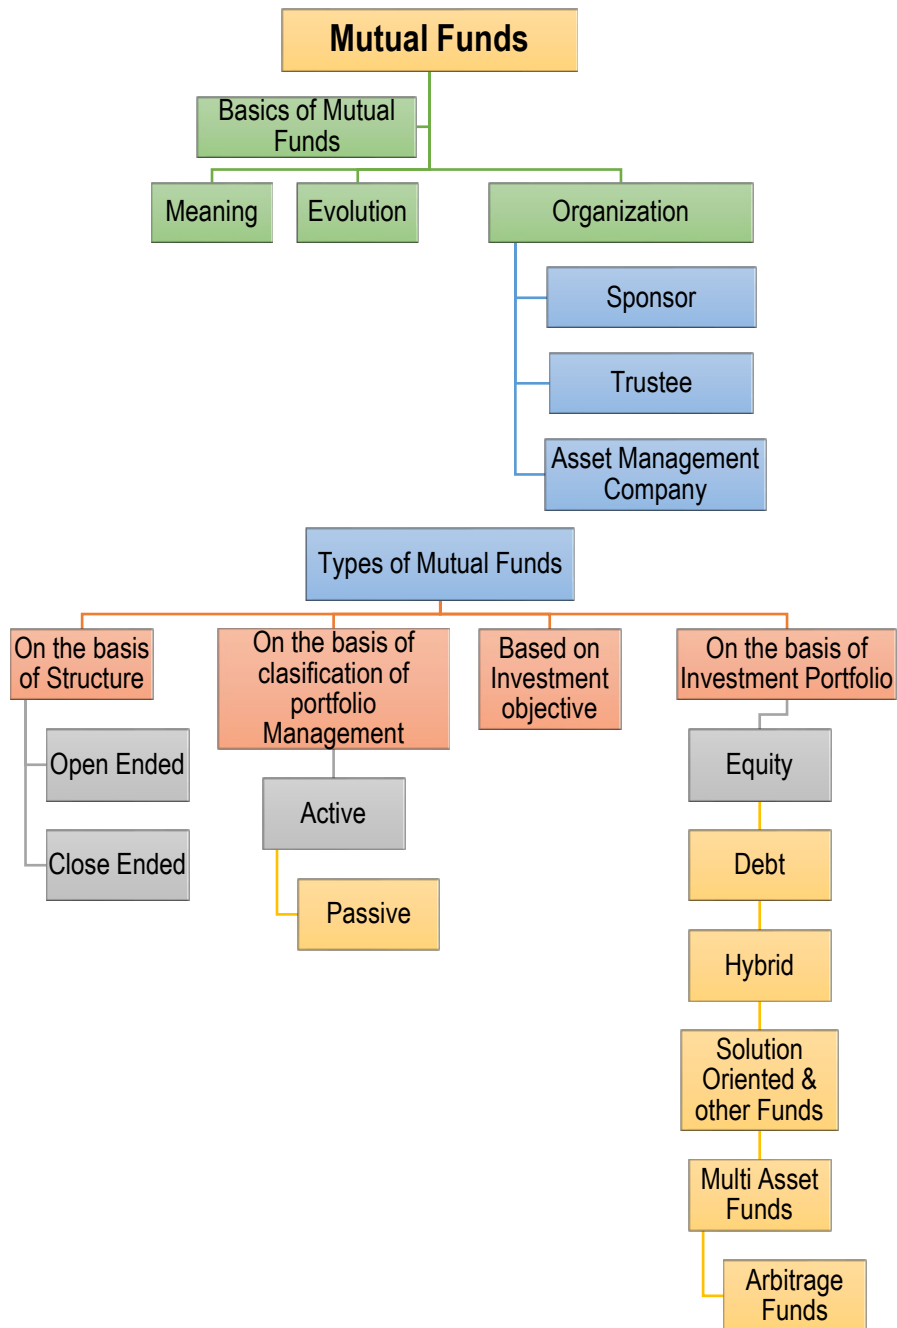 Mutual Funds
Basics of Mutual
Funds
Meaning
Evolution
Organization
Sponsor
Trustee
Asset Management
Company
Types of Mutual Funds
On the basis
of Structure
Open Ended
Close Ended
On the basis of
clasification of
portfolio
Management
Active
Passive
Based on
Investment
objective
On the basis of
Investment Portfolio
Equity
Debt
Hybrid
Solution
Oriented &
other Funds
Multi Asset
Funds
Arbitrage
Funds